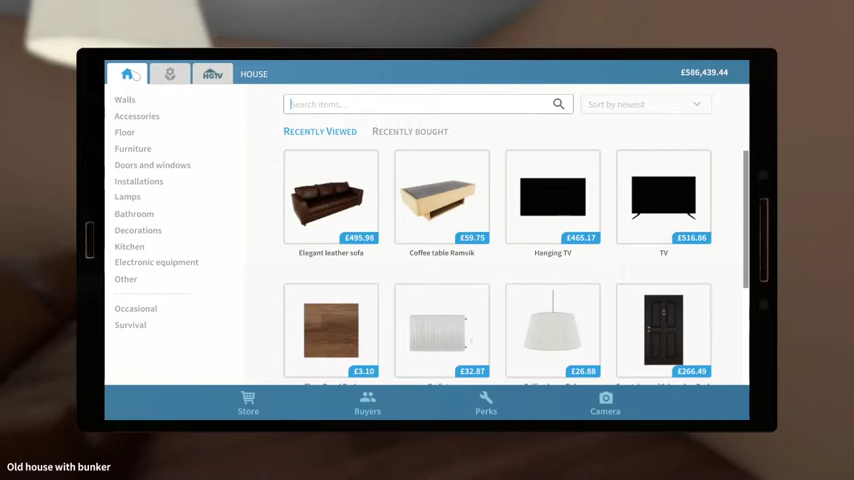 HGTV HOUSE £586,439.44
Walls
Accessories
Floor
Furniture
Doors and windows
Installations
Lamps
Bathroom
Decorations
Kitchen
Electronic equipment
Other
Occasional
Survival
Search items...
Sort by newest
RECENTLY VIEWED RECENTLY BOUGHT
£495.98 £59.75 £465.17 £516.86
Elegant leather sofa Coffee table Ramvik Hanging TV TV
£3.10 £32.87 £26.88 £266.49
Store Buyers Perks Camera
Old house with bunker